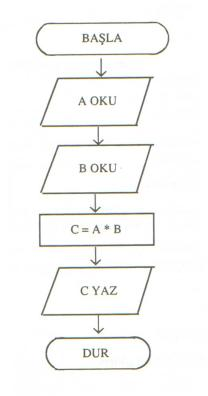 BAŞLA
A OKU
B OKU
C = A * B
C YAZ
DUR